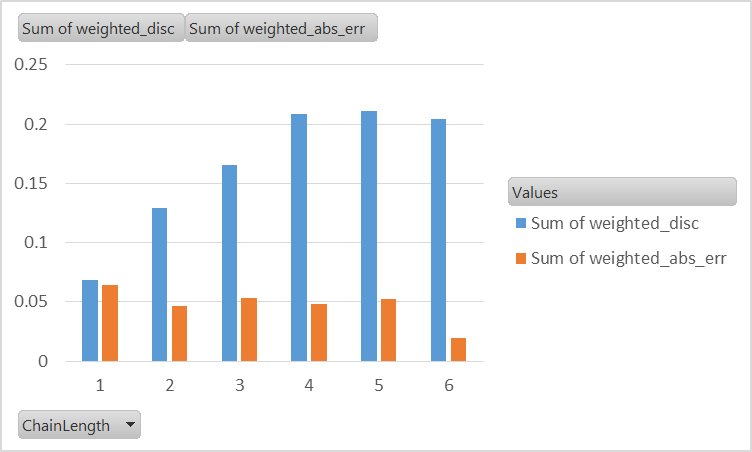 Sum of weighted_disc Sum of weighted_abs_err
0.25
0.2
0.15
0.1
0.05
0
1 2 3 4 5 6
Values
Sum of weighted_disc
Sum of weighted_abs_err
ChainLength